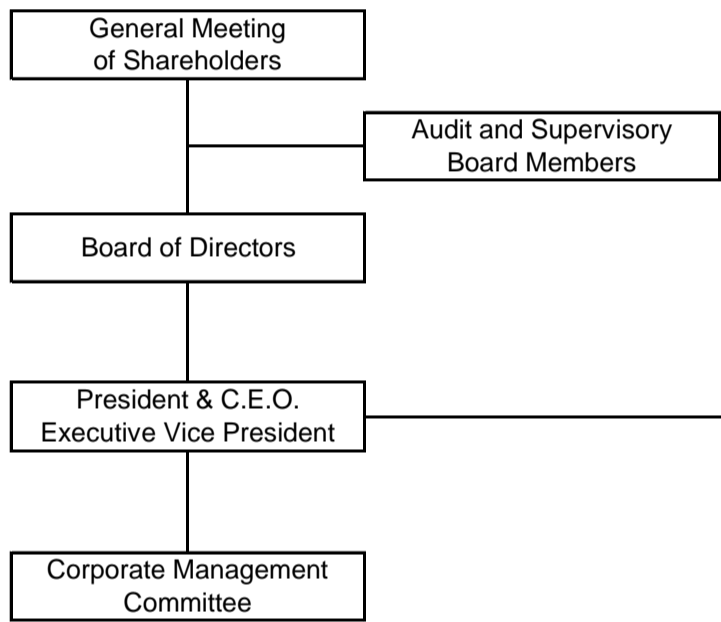 General Meeting
of Shareholders
Audit and Supervisory
Board Members
Board of Directors
President & C.E.O.
Executive Vice President
Corporate Management
Committee